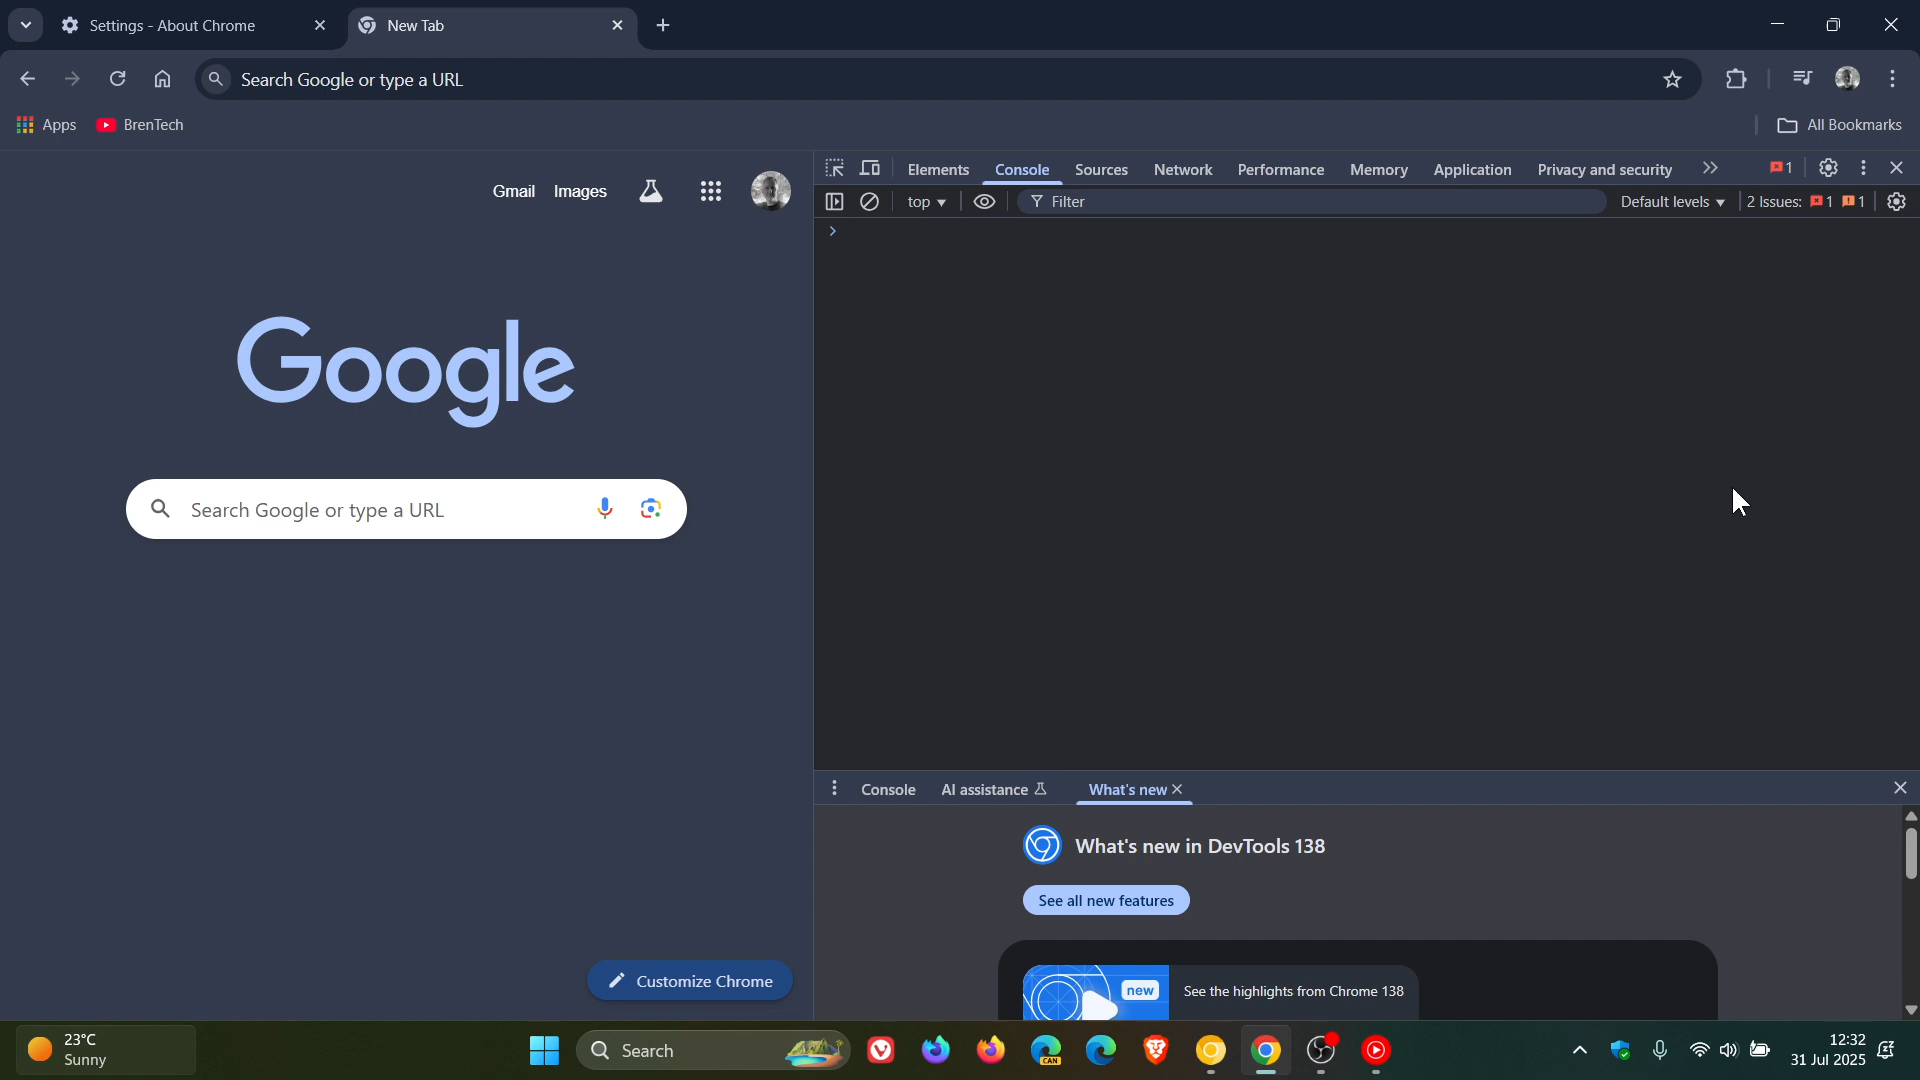 Settings - About Chrome
New Tab
Search Google or type a URL
Apps
BrenTech
All Bookmarks
Gmail
Images
Elements
Console
Sources
Network
Performance
Memory
Application
Privacy and security
1
top
Filter
Default levels
2 Issues:
1
1
Google
Search Google or type a URL
Console
AI assistance
What's new
What's new in DevTools 138
See all new features
Customize Chrome
new
See the highlights from Chrome 138
23°C
Sunny
Search
CAN
12:32
31 Jul 2025